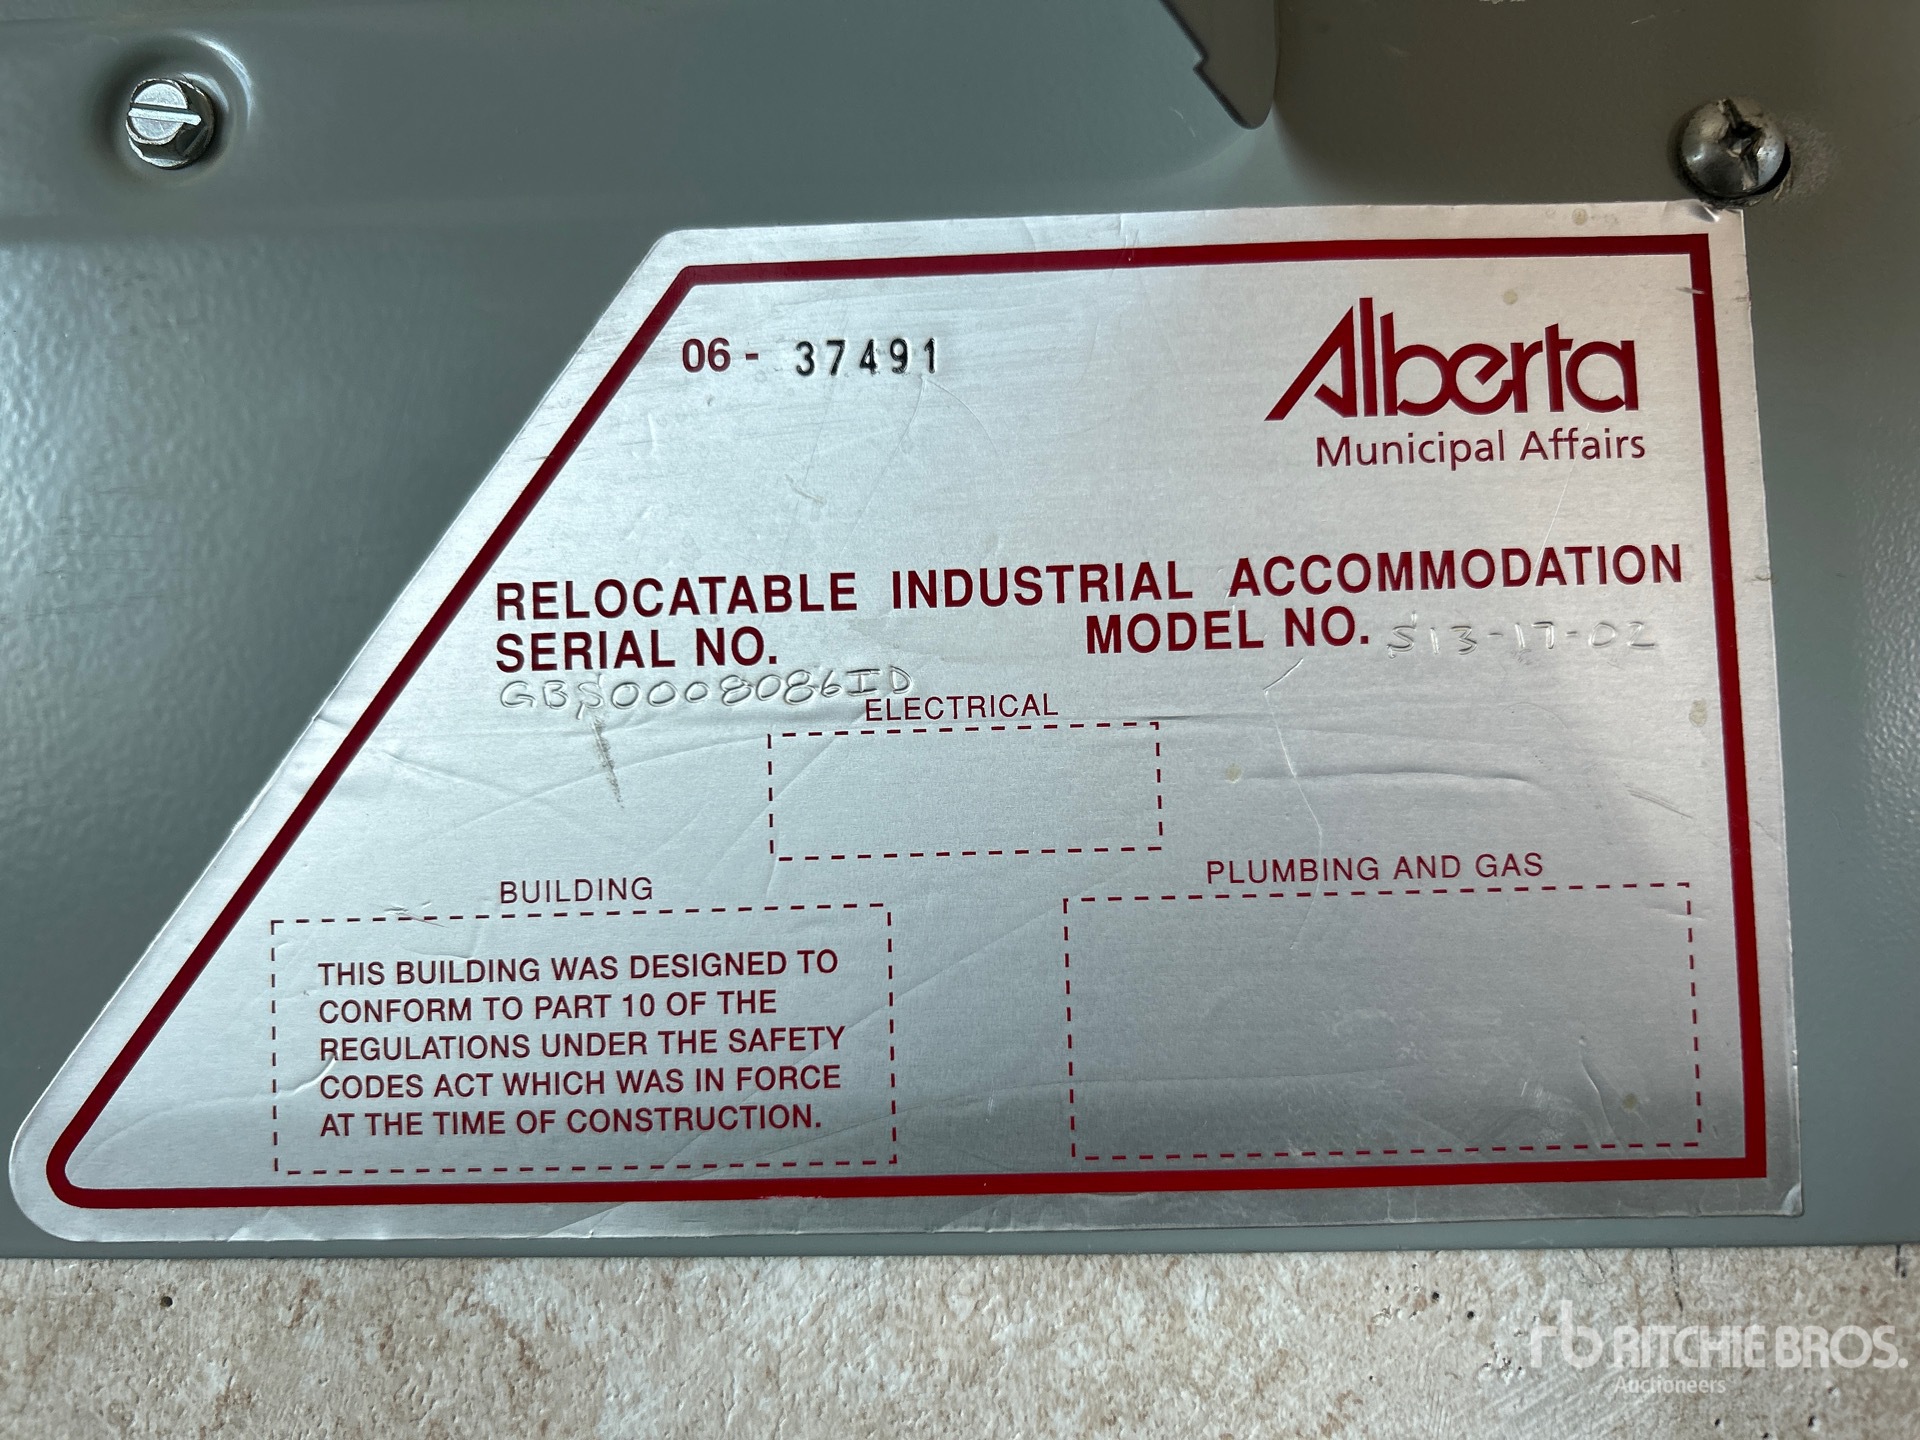 06 - 37491
Alberta
Municipal Affairs
RELOCATABLE INDUSTRIAL ACCOMMODATION
SERIAL NO. MODEL NO. S13-17-02
GBS0008086ID
ELECTRICAL
BUILDING
PLUMBING AND GAS
THIS BUILDING WAS DESIGNED TO
CONFORM TO PART 10 OF THE
REGULATIONS UNDER THE SAFETY
CODES ACT WHICH WAS IN FORCE
AT THE TIME OF CONSTRUCTION.
rb RITCHIE BROS.
Auctioneers